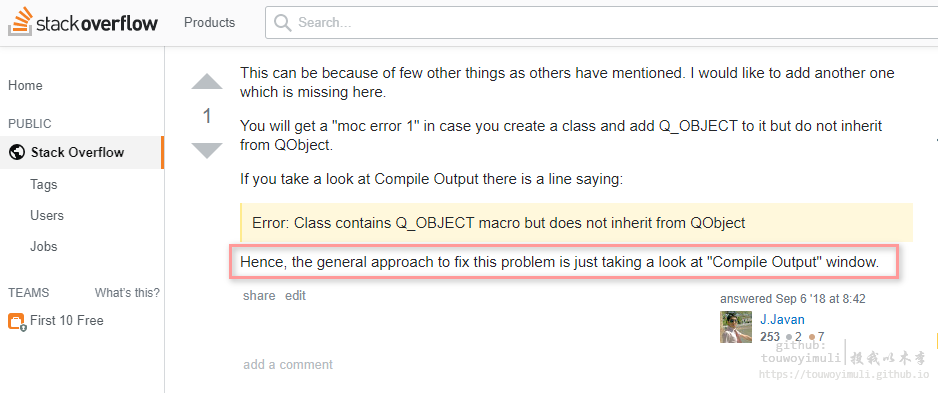 stackoverflow
Products
Search...
Home
PUBLIC
Stack Overflow
Tags
Users
Jobs
TEAMS What's this?
First 10 Free
This can be because of few other things as others have mentioned. I would like to add another one
which is missing here.
1
You will get a "moc error 1" in case you create a class and add Q_OBJECT to it but do not inherit
from QObject.
If you take a look at Compile Output there is a line saying:
Error: Class contains Q_OBJECT macro but does not inherit from QObject
Hence, the general approach to fix this problem is just taking a look at "Compile Output" window.
share edit
answered Sep 6 '18 at 8:42
J.Javan
253 2 7
add a comment
github:
touwoyimuli
投我以木李
https://touwoyimuli.github.io